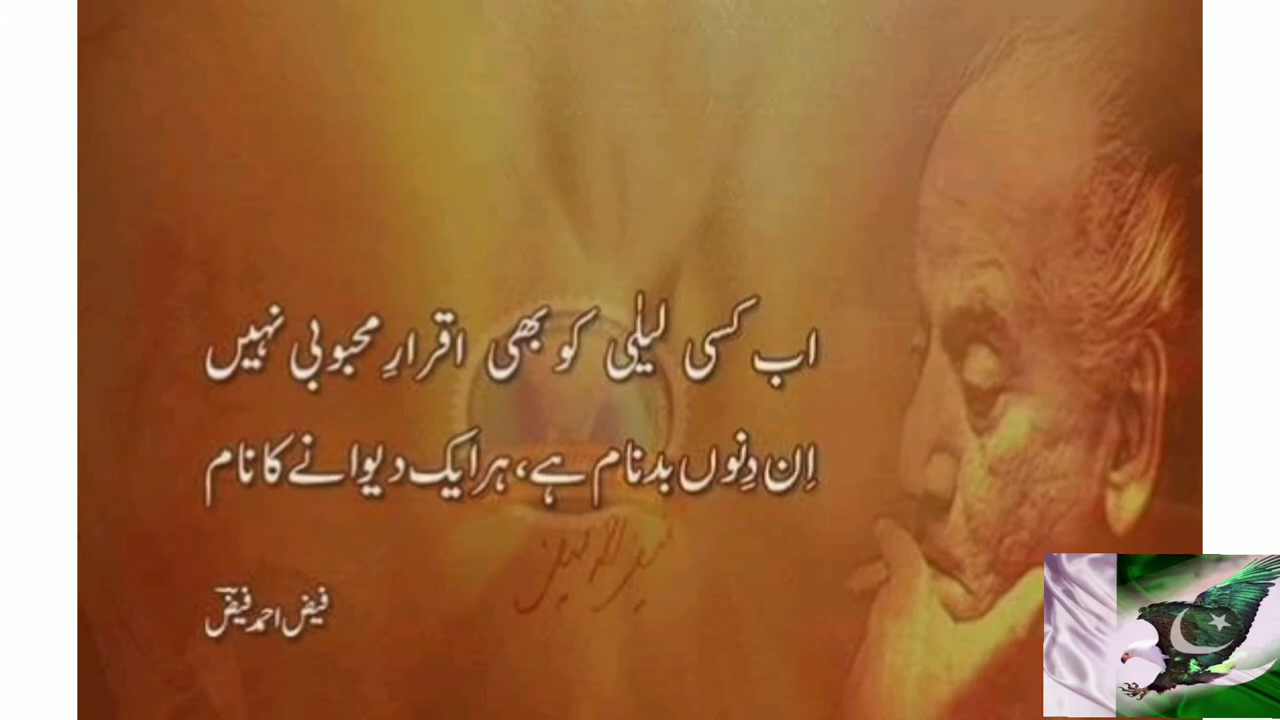 اب کسی لیلیٰ کو بھی اقرارِ محبوبی نہیں
اِن دِنوں بدنام ہے، ہر ایک دیوانے کا نام
فیض احمد فیضؔ